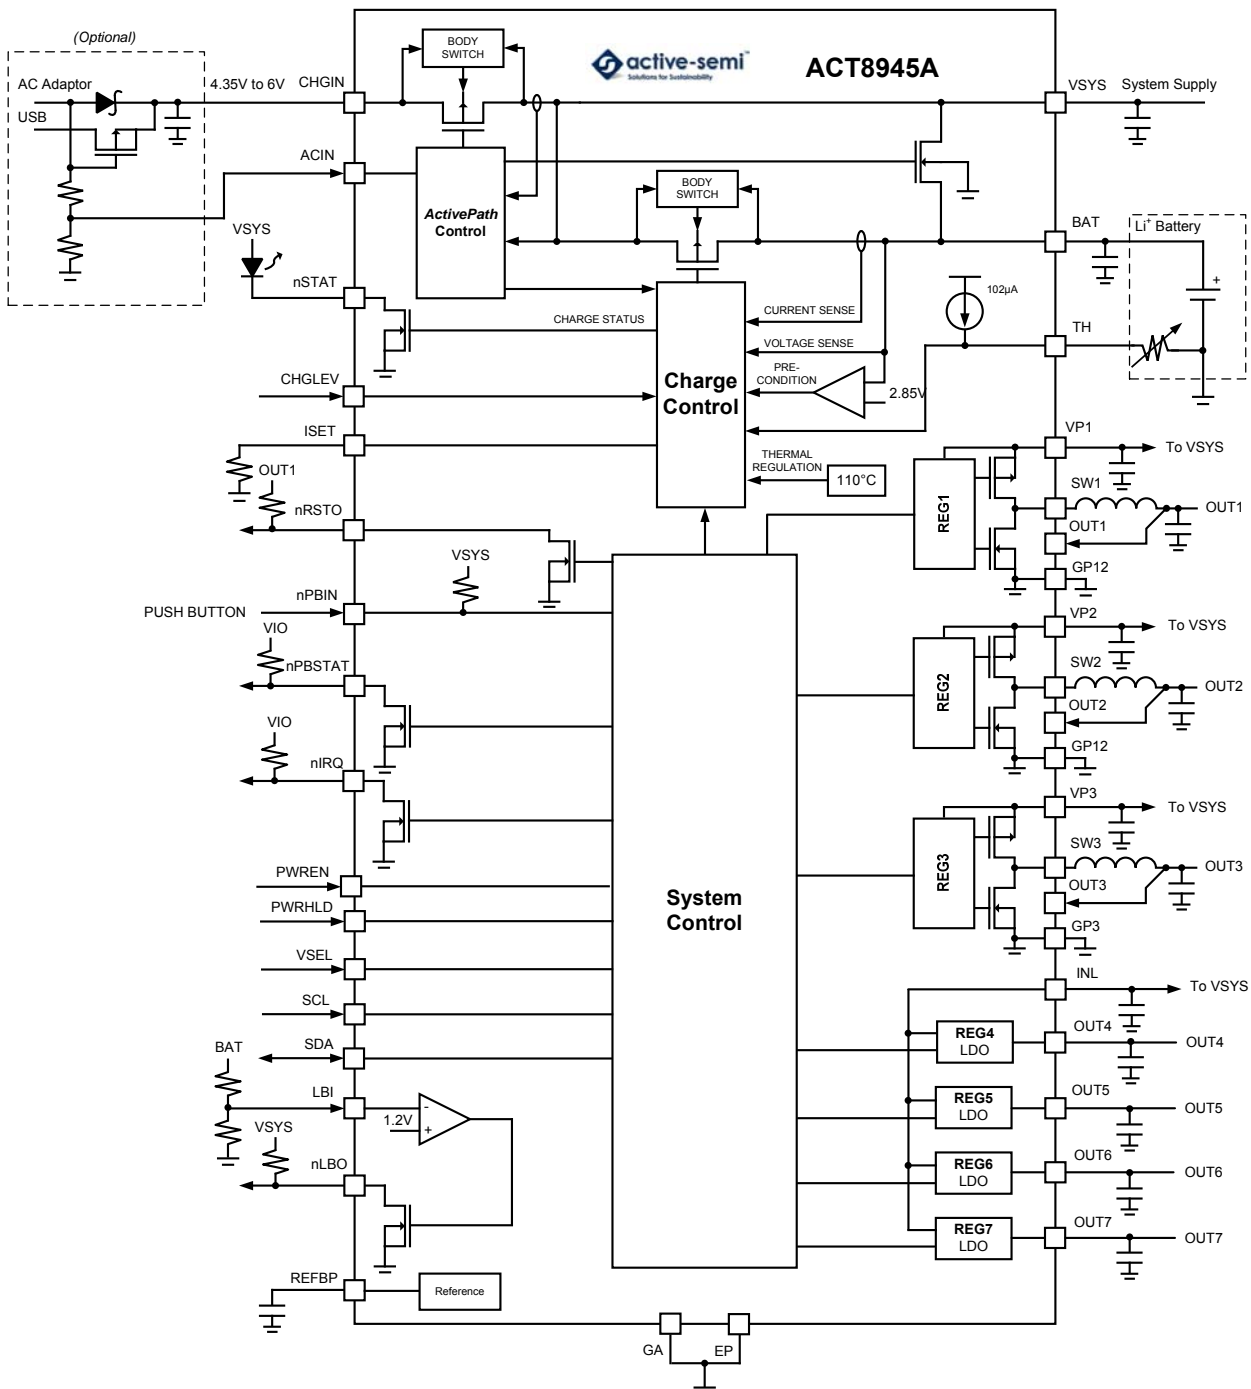 (Optional)
AC Adaptor
USB
4.35V to 6V
CHGIN
BODY
SWITCH
active-semi™
Solutions for Sustainability
ACT8945A
VSYS
System Supply
ACIN
ActivePath
Control
BODY
SWITCH
BAT
Li+ Battery
+
VSYS
nSTAT
CHARGE STATUS
CURRENT SENSE
102µA
TH
VOLTAGE SENSE
PRE-
CONDITION
2.85V
Charge
Control
CHGLEV
ISET
THERMAL
REGULATION
110°C
OUT1
nRSTO
VP1
To VSYS
REG1
SW1
OUT1
OUT1
GP12
VSYS
nPBIN
PUSH BUTTON
VIO
nPBSTAT
VP2
To VSYS
REG2
SW2
OUT2
OUT2
GP12
VIO
nIRQ
VP3
To VSYS
REG3
SW3
OUT3
OUT3
GP3
PWREN
PWRHLD
VSEL
SCL
SDA
System
Control
INL
To VSYS
REG4
LDO
OUT4
OUT4
REG5
LDO
OUT5
OUT5
REG6
LDO
OUT6
OUT6
REG7
LDO
OUT7
OUT7
BAT
LBI
-
1.2V
+
VSYS
nLBO
REFBP
Reference
GA
EP